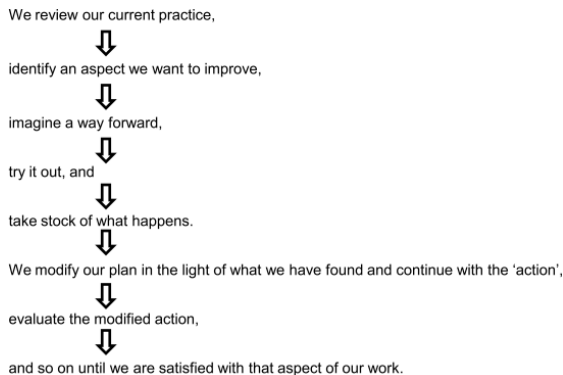 We review our current practice,
identify an aspect we want to improve,
imagine a way forward,
try it out, and
take stock of what happens.
We modify our plan in the light of what we have found and continue with the ‘action’,
evaluate the modified action,
and so on until we are satisfied with that aspect of our work.